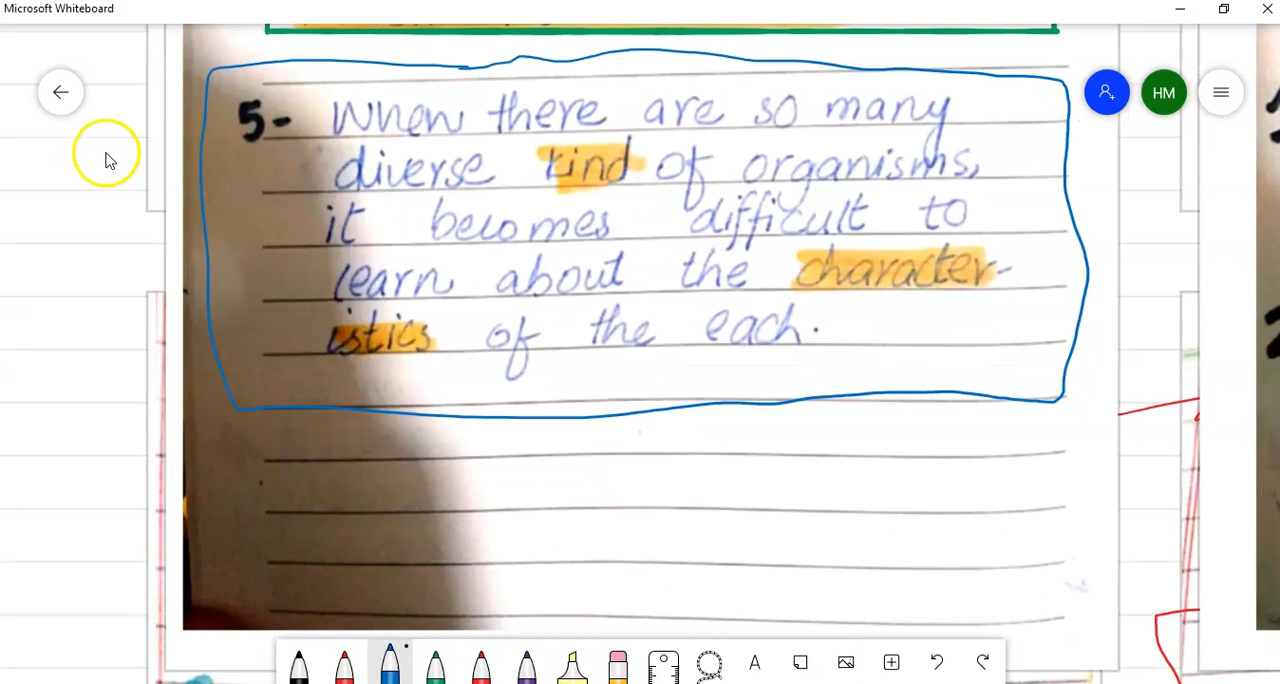 Microsoft Whiteboard
HM
5- When there are so many
diverse kind of organisms,
it becomes difficult to
learn about the character-
istics of the each.
A